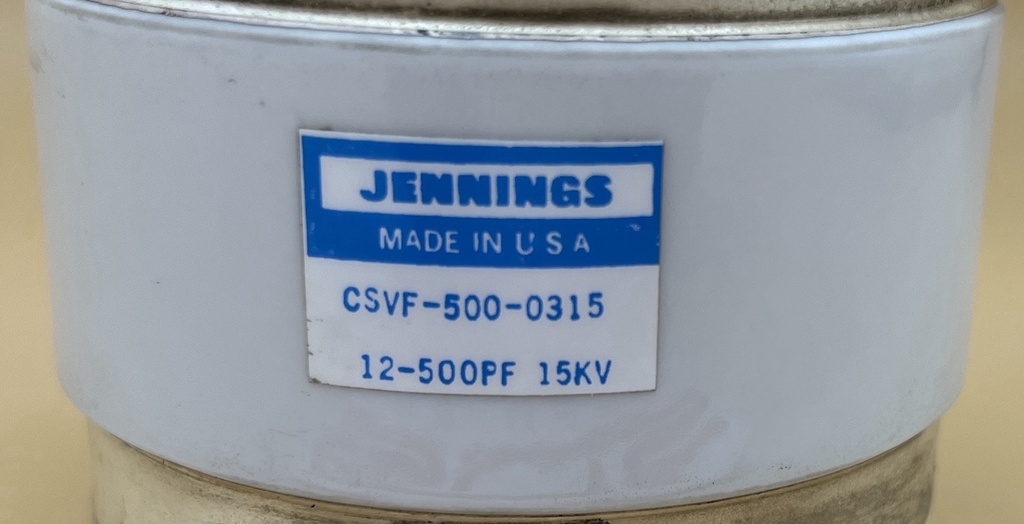 JENNINGS
MADE IN U S A
CSVF-500-0315
12-500PF 15KV